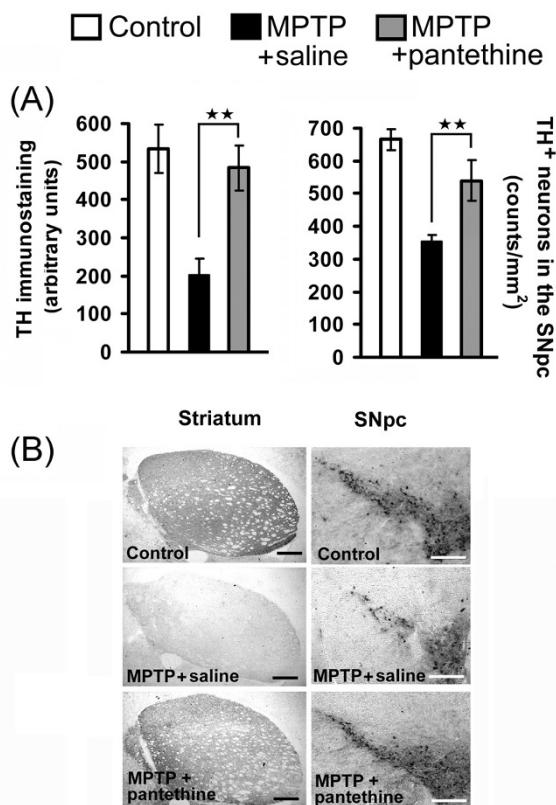 Control
MPTP
+saline
MPTP
+pantethine
(A)
TH immunostaining
(arbitrary units)
600
500
400
300
200
100
0
★★
700
600
500
400
300
200
100
0
★★
TH+ neurons in the SNpc
(counts/mm²)
(B)
Striatum
SNpc
Control
Control
MPTP+saline
MPTP+saline
MPTP +
pantethine
MPTP +
pantethine